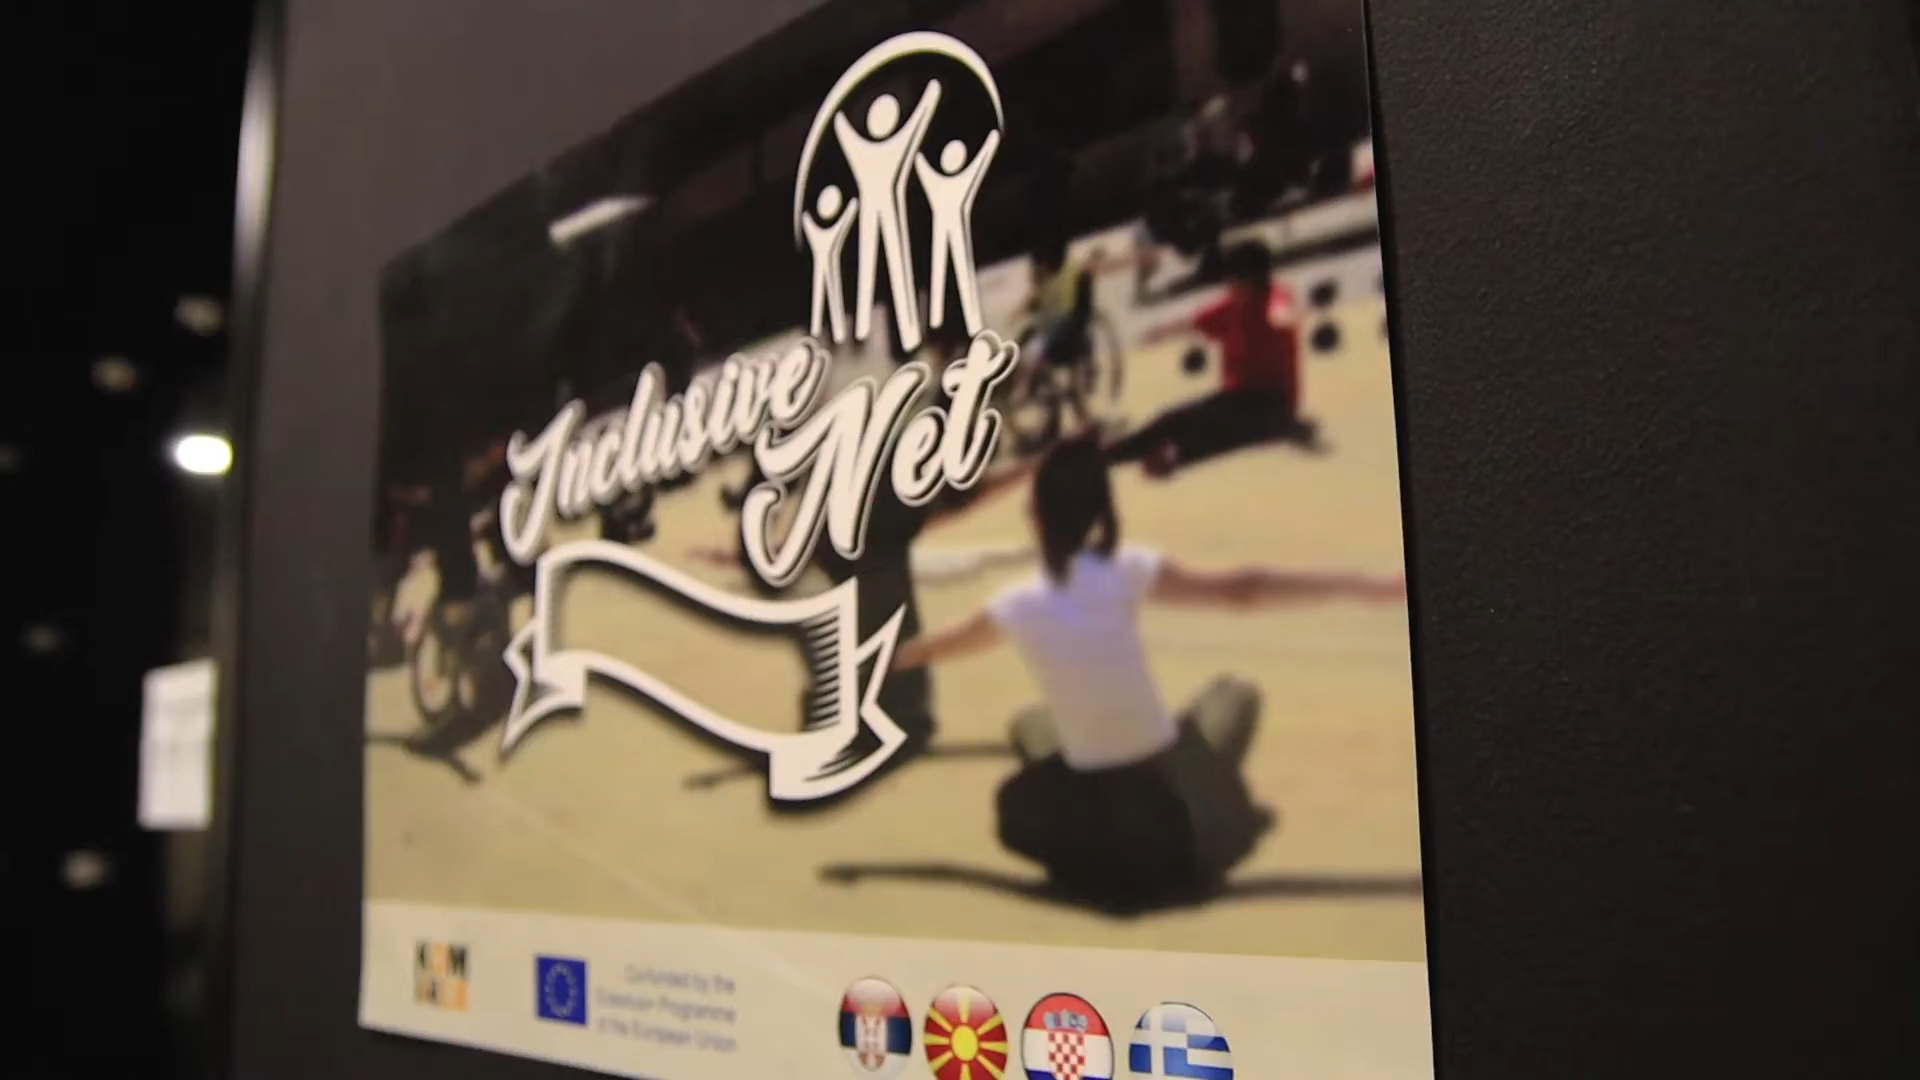 Inclusive
Net
Co-funded by the
Erasmus+ Programme
of the European Union